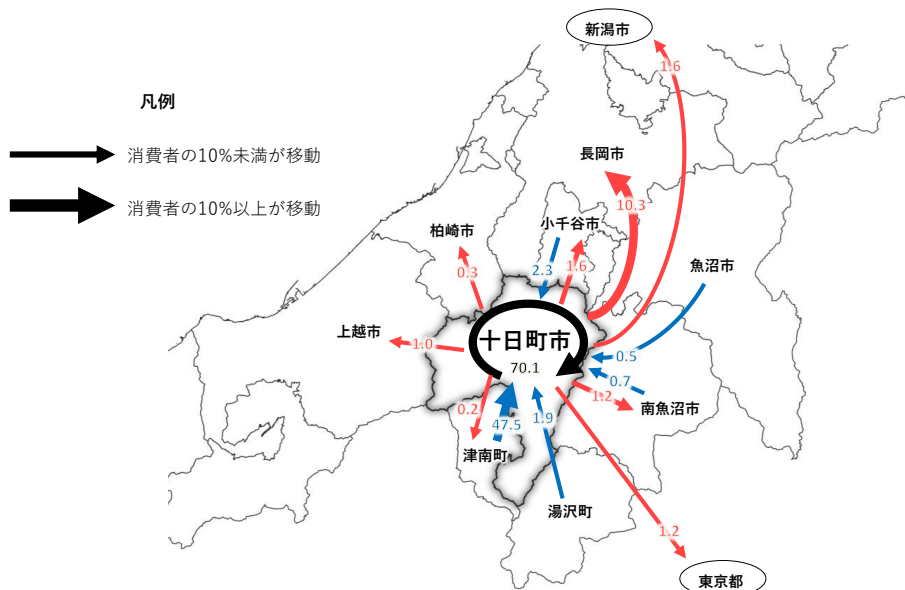 新潟市
1.6
凡例
消費者の10%未満が移動
長岡市
消費者の10%以上が移動
10.3
小千谷市
柏崎市
魚沼市
2.3
1.6
0.3
上越市
1.0
十日町市
70.1
0.5
0.7
1.2
南魚沼市
0.2
47.5
1.9
津南町
湯沢町
1.2
東京都